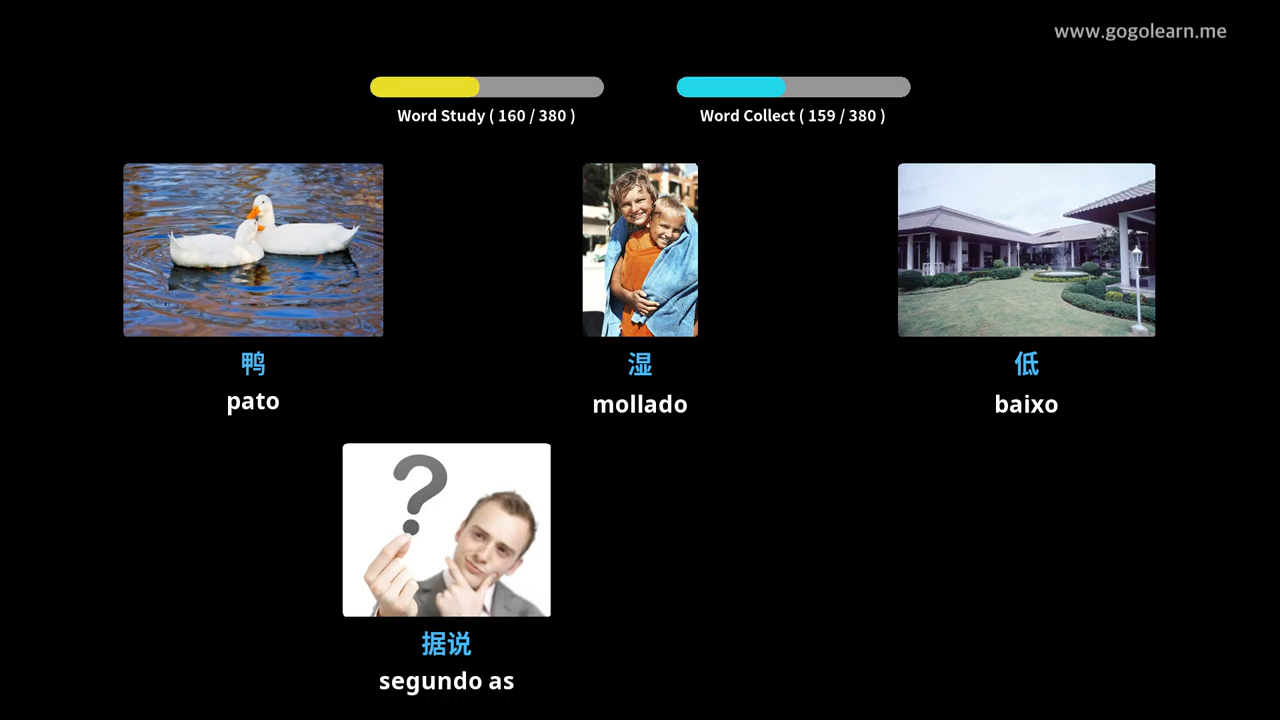 www.gogolearn.me
Word Study ( 160 / 380 )
Word Collect ( 159 / 380 )
鸭
pato
湿
mollado
低
baixo
据说
segundo as